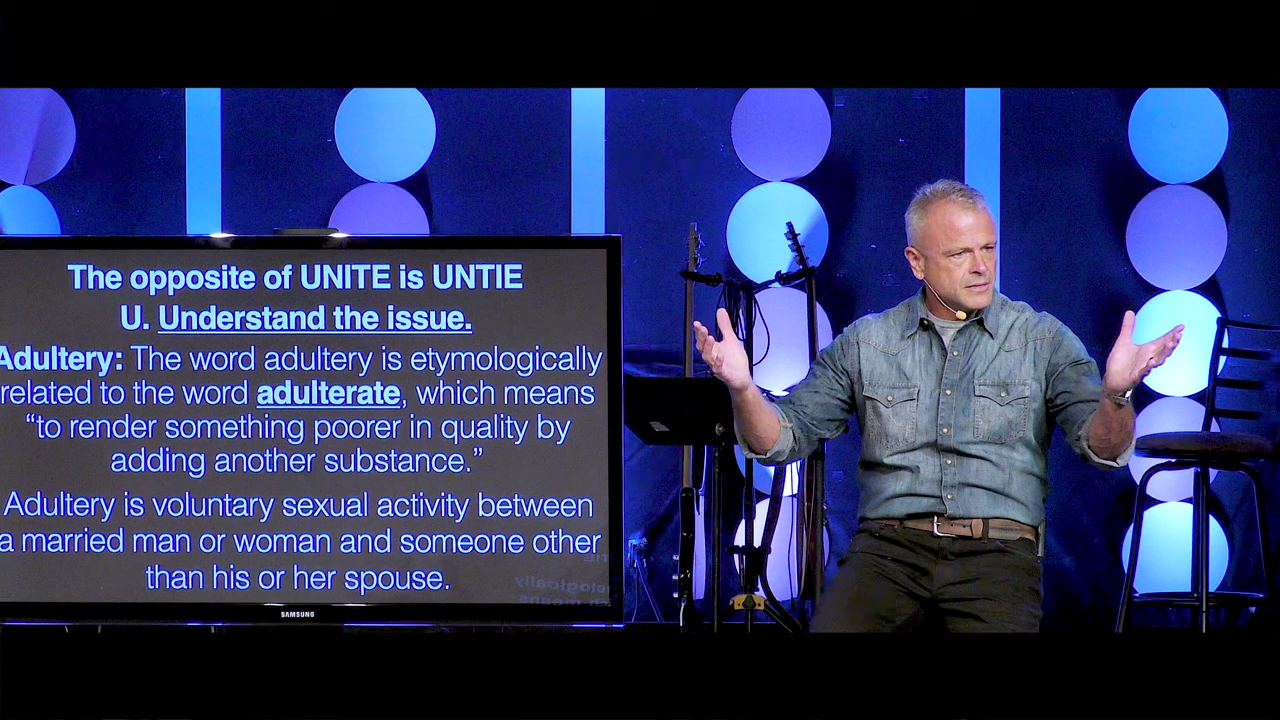 The opposite of UNITE is UNTIE
U. Understand the issue.
Adultery: The word adultery is etymologically
related to the word adulterate, which means
“to render something poorer in quality by
adding another substance.”
Adultery is voluntary sexual activity between
a married man or woman and someone other
than his or her spouse.
SAMSUNG